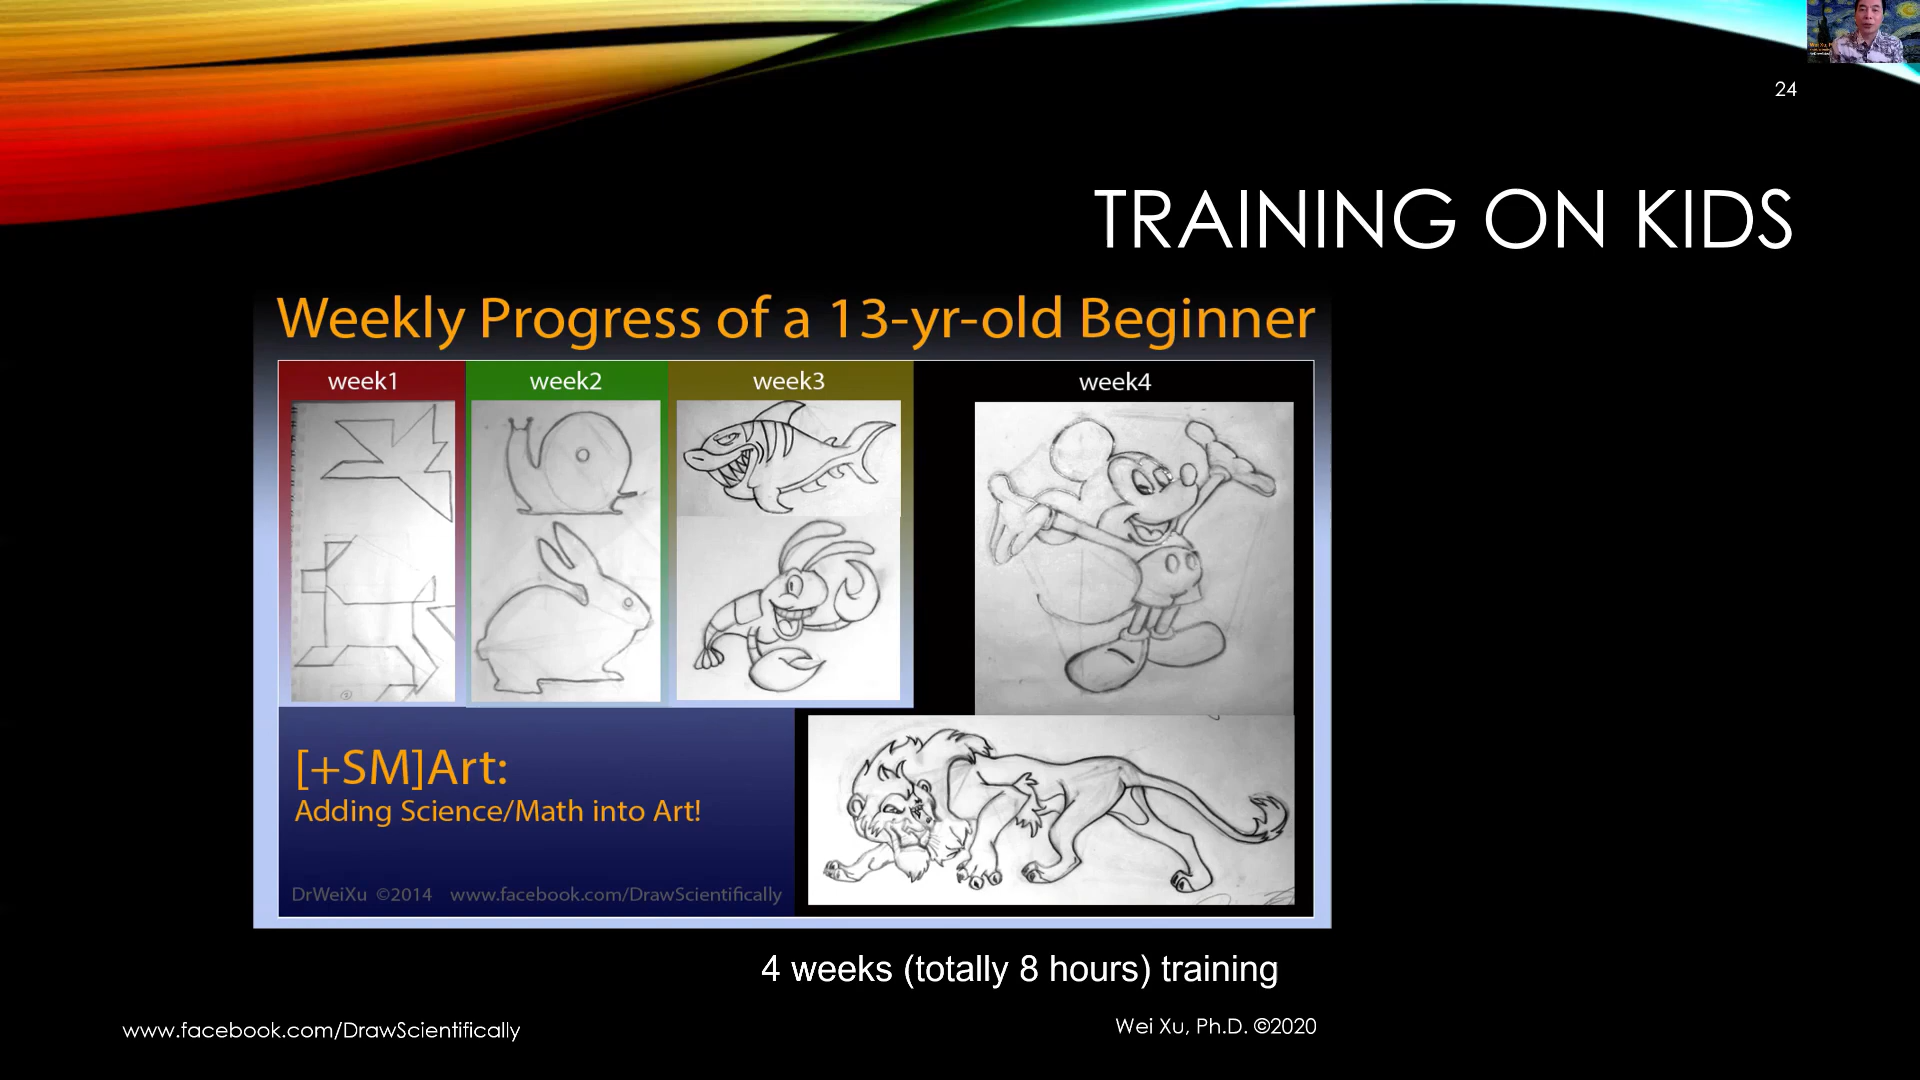 24
TRAINING ON KIDS
Weekly Progress of a 13-yr-old Beginner
week1
week2
week3
week4
[+SM]Art:
Adding Science/Math into Art!
DrWeiXu ©2014 www.facebook.com/DrawScientifically
4 weeks (totally 8 hours) training
www.facebook.com/DrawScientifically
Wei Xu, Ph.D. ©2020